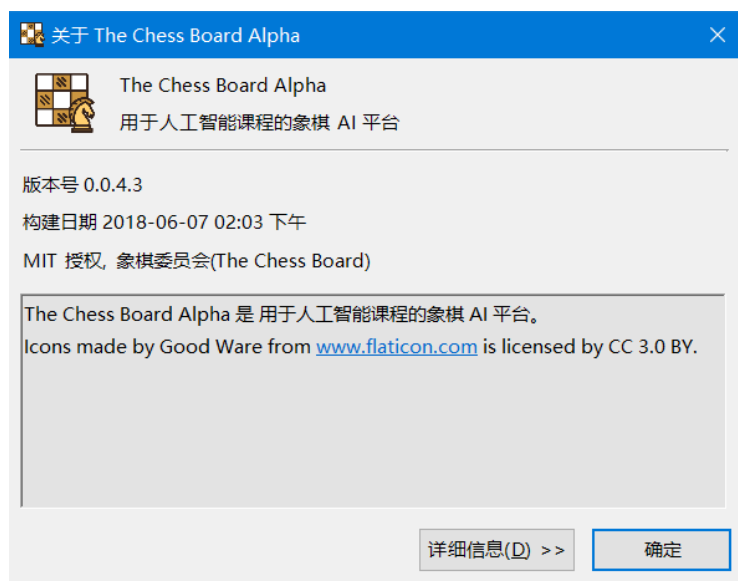 关于 The Chess Board Alpha
The Chess Board Alpha
用于人工智能课程的象棋 AI 平台
版本号 0.0.4.3
构建日期 2018-06-07 02:03 下午
MIT 授权, 象棋委员会(The Chess Board)
The Chess Board Alpha 是 用于人工智能课程的象棋 AI 平台。
Icons made by Good Ware from www.flaticon.com is licensed by CC 3.0 BY.
详细信息(D) >>
确定